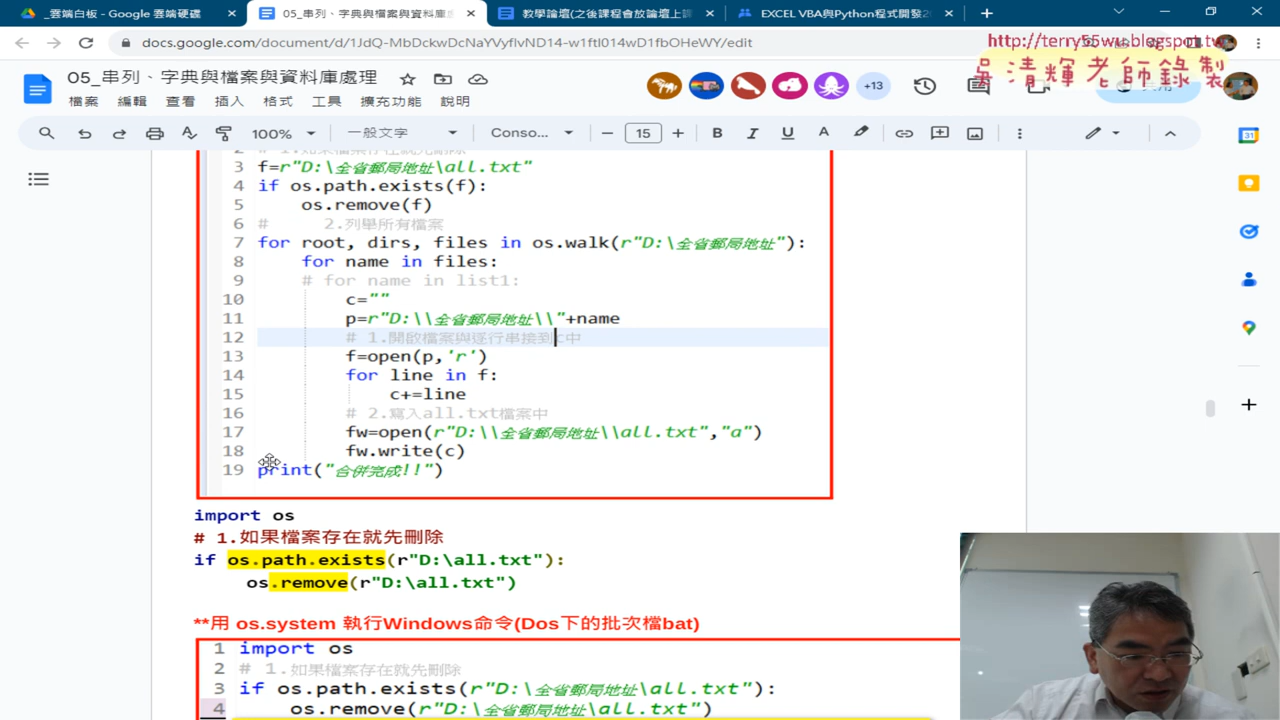 _雲端白板 - Google 雲端硬碟
05_串列、字典與檔案與資料庫處
教學論壇(之後課程會放論壇上課
EXCEL VBA與Python程式開發
docs.google.com/document/d/1JdQ-MbDckwDcNaYVyflvND14-w1ftI014wD1fbOHeWY/edit
http://terry55wu.blogspot.tw
吳清輝老師錄製
05_串列、字典與檔案與資料庫處理
+13
檔案 編輯 查看 插入 格式 工具 擴充功能 說明
100% 一般文字 Conso... 15
2 # 1.如果檔案存在就先刪除
3 f=r"D:\全省郵局地址\all.txt"
4 if os.path.exists(f):
5 os.remove(f)
6 # 2.列舉所有檔案
7 for root, dirs, files in os.walk(r"D:\全省郵局地址"):
8 for name in files:
9 # for name in list1:
10 c=""
11 p=r"D:\\全省郵局地址\\"+name
12 # 1.開啟檔案與逐行串接到c中
13 f=open(p,'r')
14 for line in f:
15 c+=line
16 # 2.寫入all.txt檔案中
17 fw=open(r"D:\\全省郵局地址\\all.txt","a")
18 fw.write(c)
19 print("合併完成!!")
import os
# 1.如果檔案存在就先刪除
if os.path.exists(r"D:\all.txt"):
os.remove(r"D:\all.txt")
**用 os.system 執行Windows命令(Dos下的批次檔bat)
1 import os
2 # 1.如果檔案存在就先刪除
3 if os.path.exists(r"D:\全省郵局地址\all.txt"):
4 os.remove(r"D:\全省郵局地址\all.txt")